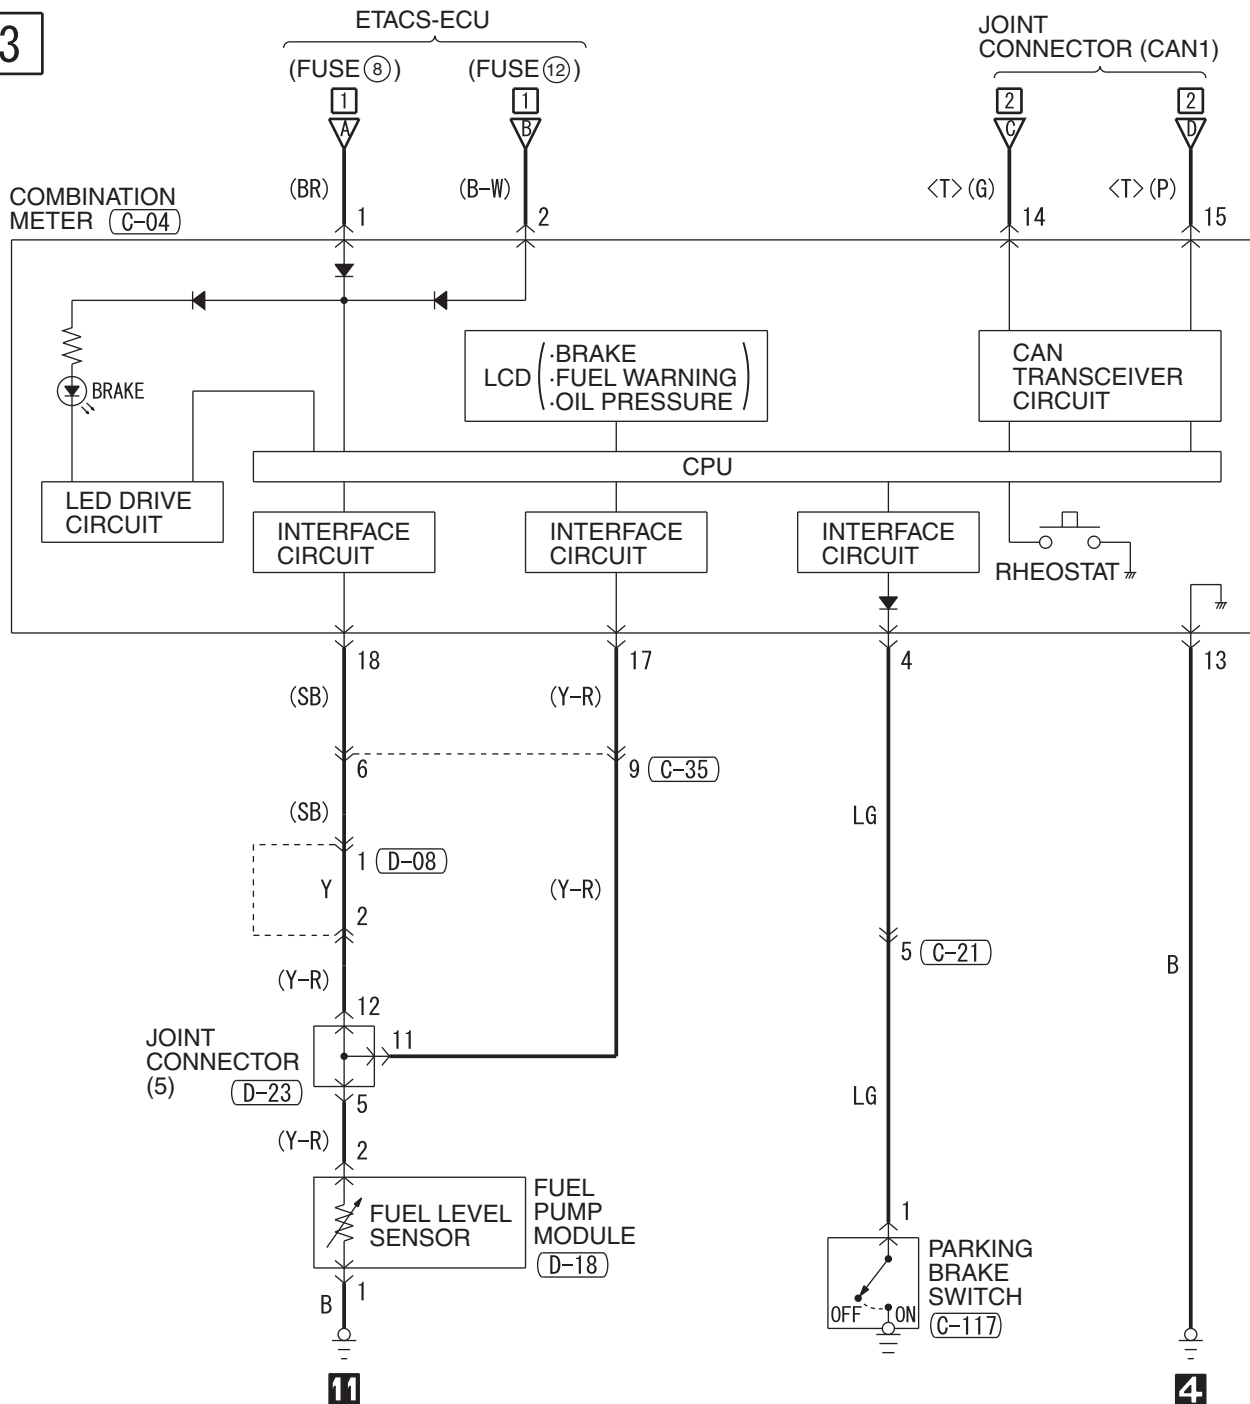 3
ETACS-ECU
(FUSE ⑧)
(FUSE ⑫)
JOINT
CONNECTOR (CAN1)
1
1
2
2
A
B
C
D
(BR)
(B-W)
<T>(G)
<T>(P)
COMBINATION
METER C-04
1
2
14
15
BRAKE
LCD
·BRAKE
·FUEL WARNING
·OIL PRESSURE
CAN
TRANSCEIVER
CIRCUIT
CPU
LED DRIVE
CIRCUIT
INTERFACE
CIRCUIT
INTERFACE
CIRCUIT
INTERFACE
CIRCUIT
RHEOSTAT
18
17
4
13
(SB)
(Y-R)
6
9 C-35
(SB)
LG
1 D-08
Y
(Y-R)
2
5 C-21
B
(Y-R)
12
JOINT
CONNECTOR
(5)
D-23
11
5
LG
(Y-R)
2
FUEL LEVEL
SENSOR
FUEL
PUMP
MODULE
D-18
1
B
1
PARKING
BRAKE
SWITCH
C-117
OFF
ON
11
4